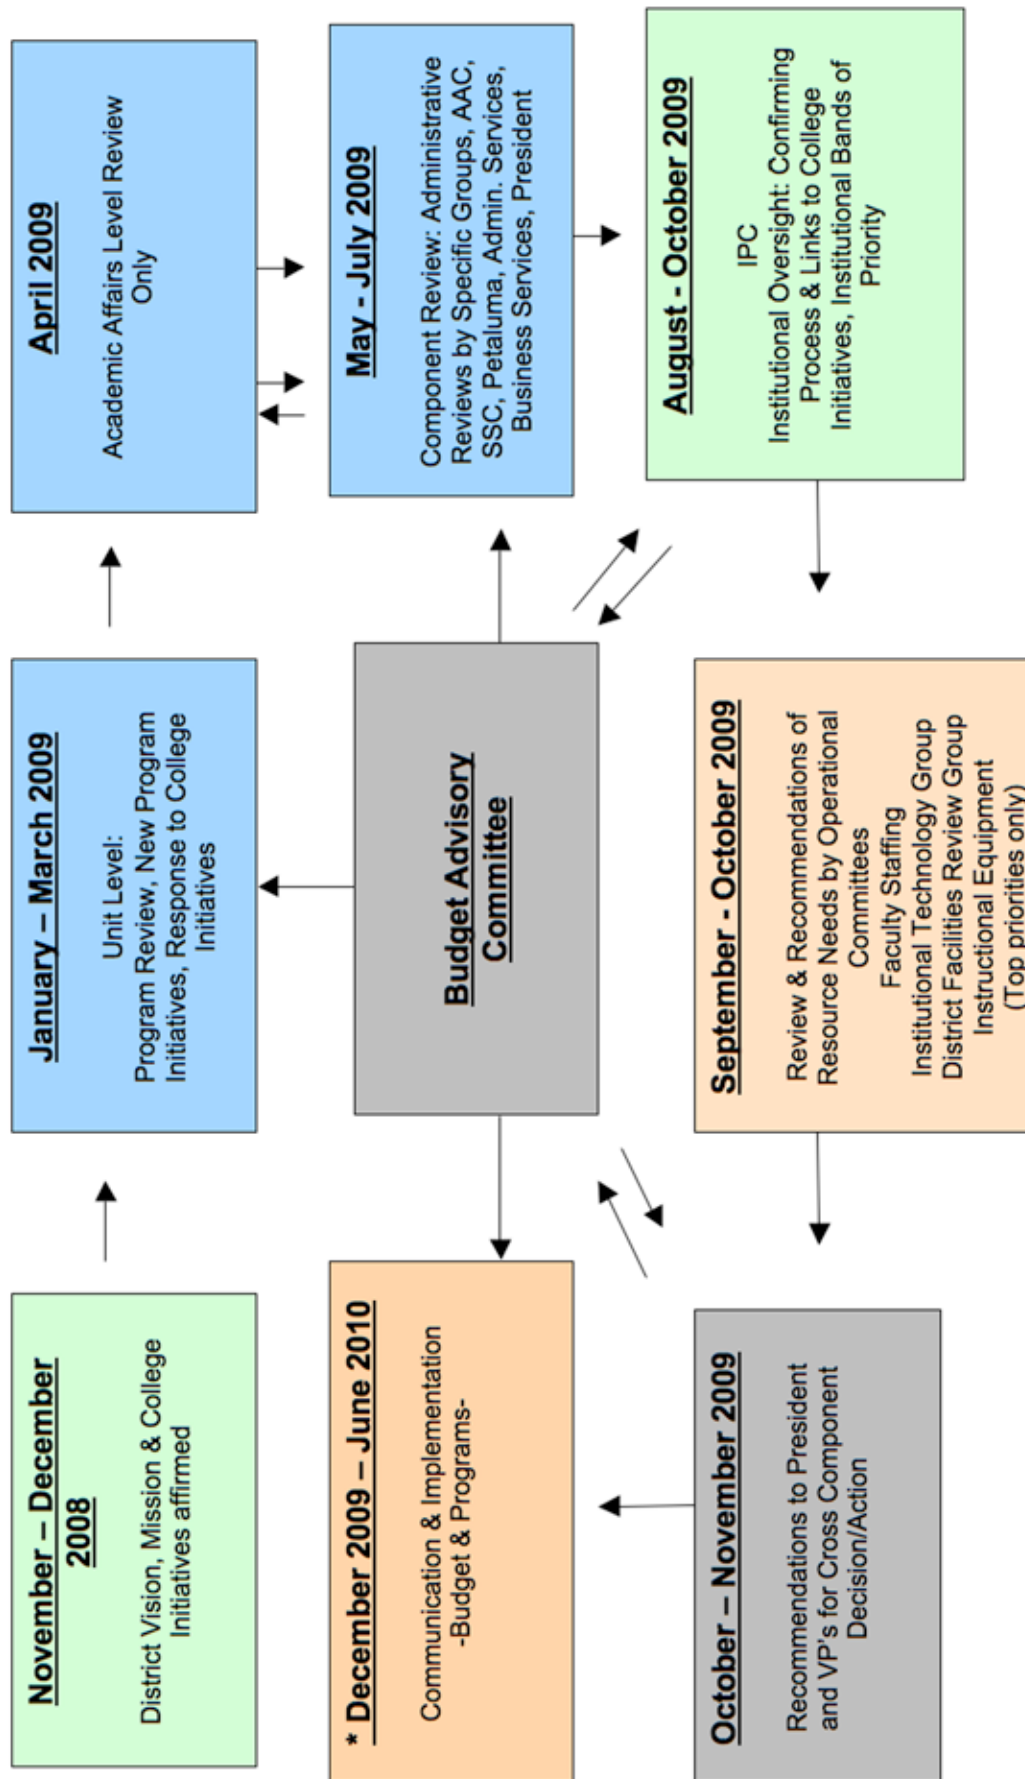 November – December
2008
District Vision, Mission & College
Initiatives affirmed
January – March 2009
Unit Level:
Program Review, New Program
Initiatives, Response to College
Initiatives
April 2009
Academic Affairs Level Review
Only
* December 2009 – June 2010
Communication & Implementation
-Budget & Programs-
Budget Advisory
Committee
May - July 2009
Component Review: Administrative
Reviews by Specific Groups, AAC,
SSC, Petaluma, Admin. Services,
Business Services, President
October – November 2009
Recommendations to President
and VP's for Cross Component
Decision/Action
September - October 2009
Review & Recommendations of
Resource Needs by Operational
Committees
Faculty Staffing
Institutional Technology Group
District Facilities Review Group
Instructional Equipment
(Top priorities only)
August - October 2009
IPC
Institutional Oversight: Confirming
Process & Links to College
Initiatives, Institutional Bands of
Priority